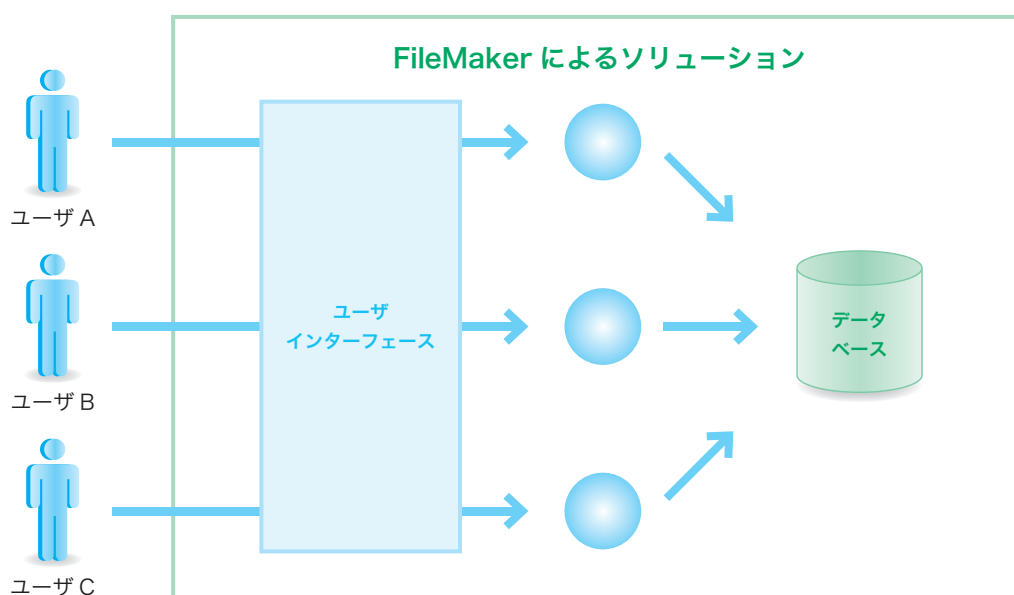 FileMaker によるソリューション
ユーザ A
ユーザ
インターフェース
データ
ベース
ユーザ B
ユーザ C